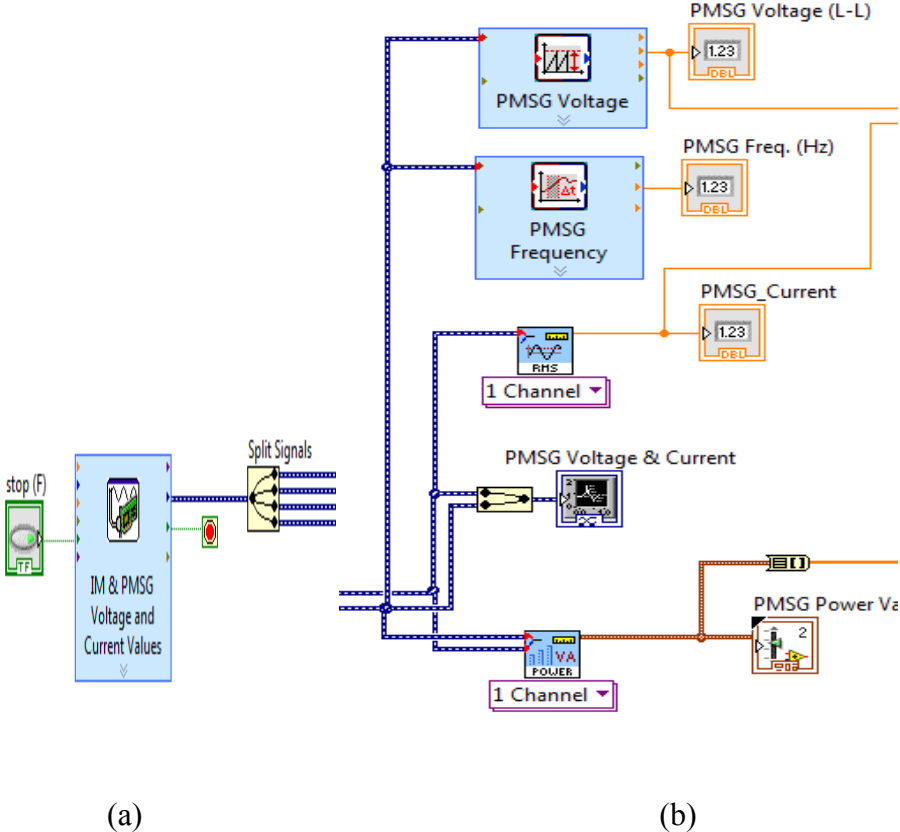 stop (F)
TF
IM & PMSG
Voltage and
Current Values
Split Signals
(a)
PMSG Voltage (L-L)
PMSG Voltage
1.23
DBL
PMSG Freq. (Hz)
Δt
PMSG
Frequency
1.23
DBL
PMSG_Current
1.23
DBL
RMS
1 Channel
PMSG Voltage & Current
PMSG Power Va
2
VA
POWER
1 Channel
(b)